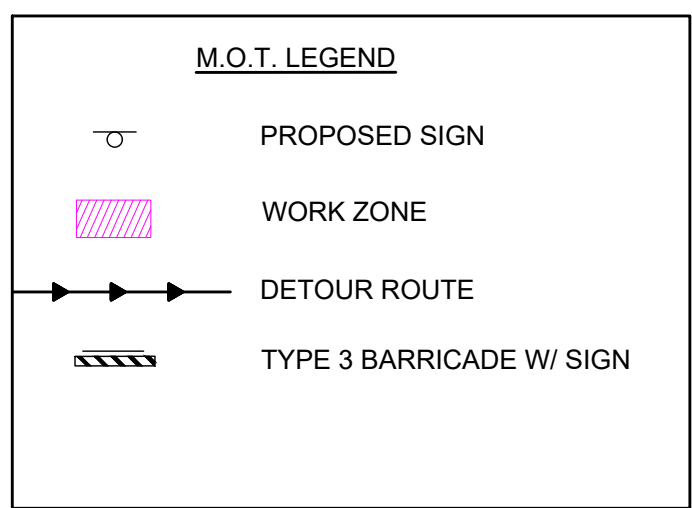 M.O.T. LEGEND
PROPOSED SIGN
WORK ZONE
DETOUR ROUTE
TYPE 3 BARRICADE W/ SIGN